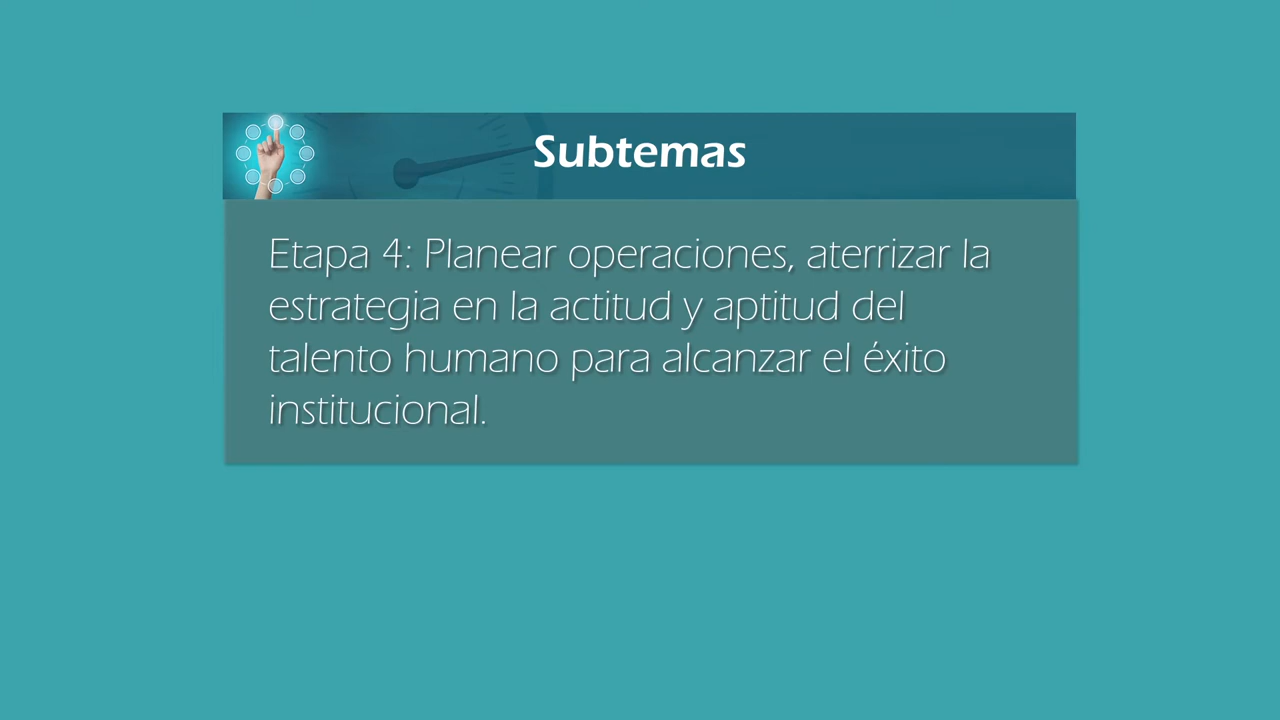 Subtemas
Etapa 4: Planear operaciones, aterrizar la
estrategia en la actitud y aptitud del
talento humano para alcanzar el éxito
institucional.